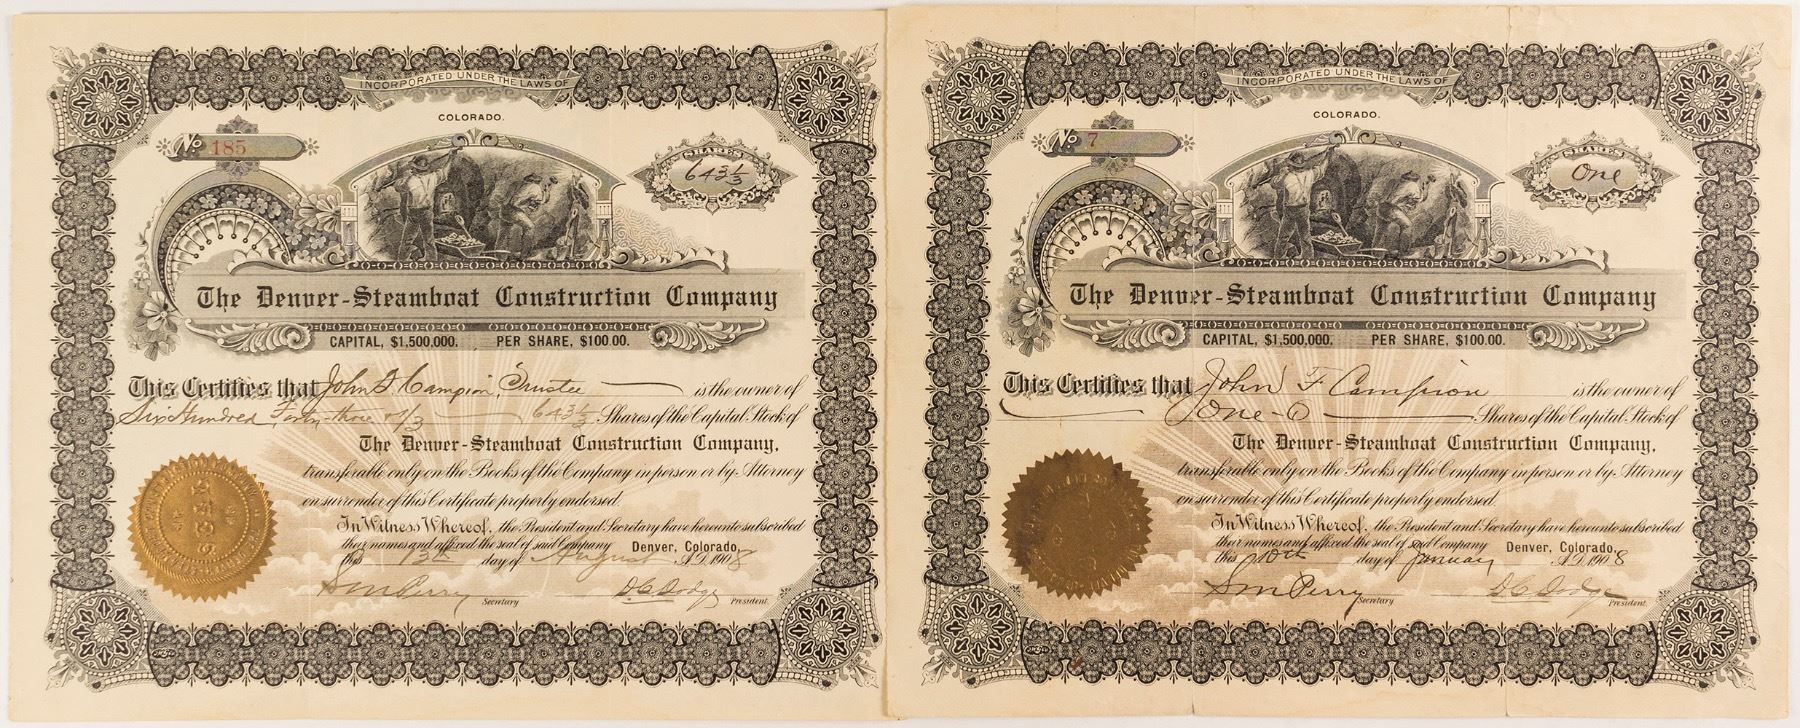 INCORPORATED UNDER THE LAWS OF
COLORADO.
No 185
SHARES
643 1/3
The Denver-Steamboat Construction Company
CAPITAL, $1,500,000. PER SHARE, $100.00.
This Certifies that John F. Campion, Trustee is the owner of
Six Hundred Forty-three & 1/3 643 1/3 Shares of the Capital Stock of
The Denver-Steamboat Construction Company,
transferable only on the Books of the Company in person or by Attorney
on surrender of this Certificate properly endorsed.
In Witness Whereof, the President and Secretary have hereunto subscribed
their names and affixed the seal of said Company Denver, Colorado,
this 13th day of August A.D. 1908
S M Perry Secretary D C Dodge President.
SEAL
INCORPORATED UNDER THE LAWS OF
COLORADO.
No 7
SHARES
One
The Denver-Steamboat Construction Company
CAPITAL, $1,500,000. PER SHARE, $100.00.
This Certifies that John F Campion is the owner of
One Shares of the Capital Stock of
The Denver-Steamboat Construction Company,
transferable only on the Books of the Company in person or by Attorney
on surrender of this Certificate properly endorsed.
In Witness Whereof, the President and Secretary have hereunto subscribed
their names and affixed the seal of said Company Denver, Colorado,
this 10th day of January A.D. 1908
S M Perry Secretary D C Dodge President.